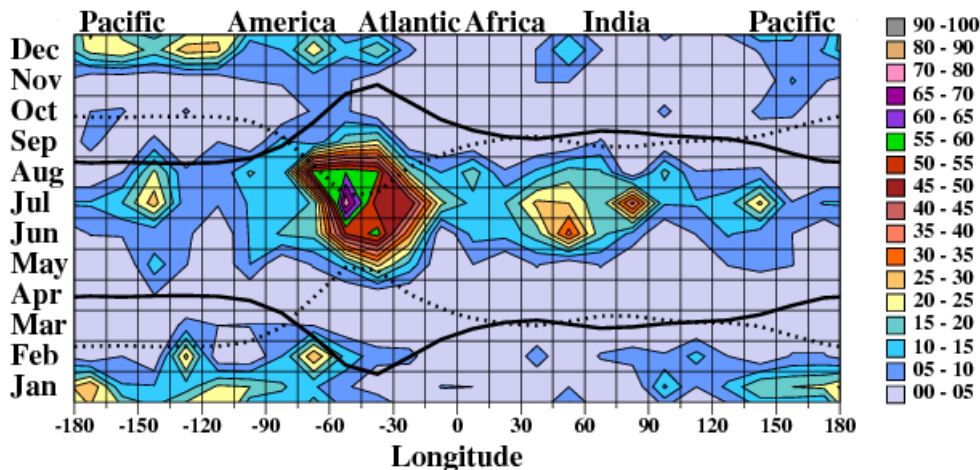 Pacific America Atlantic Africa India Pacific
Dec
Nov
Oct
Sep
Aug
Jul
Jun
May
Apr
Mar
Feb
Jan
-180 -150 -120 -90 -60 -30 0 30 60 90 120 150 180
Longitude
90 -100
80 - 90
70 - 80
65 - 70
60 - 65
55 - 60
50 - 55
45 - 50
40 - 45
35 - 40
30 - 35
25 - 30
20 - 25
15 - 20
10 - 15
05 - 10
00 - 05